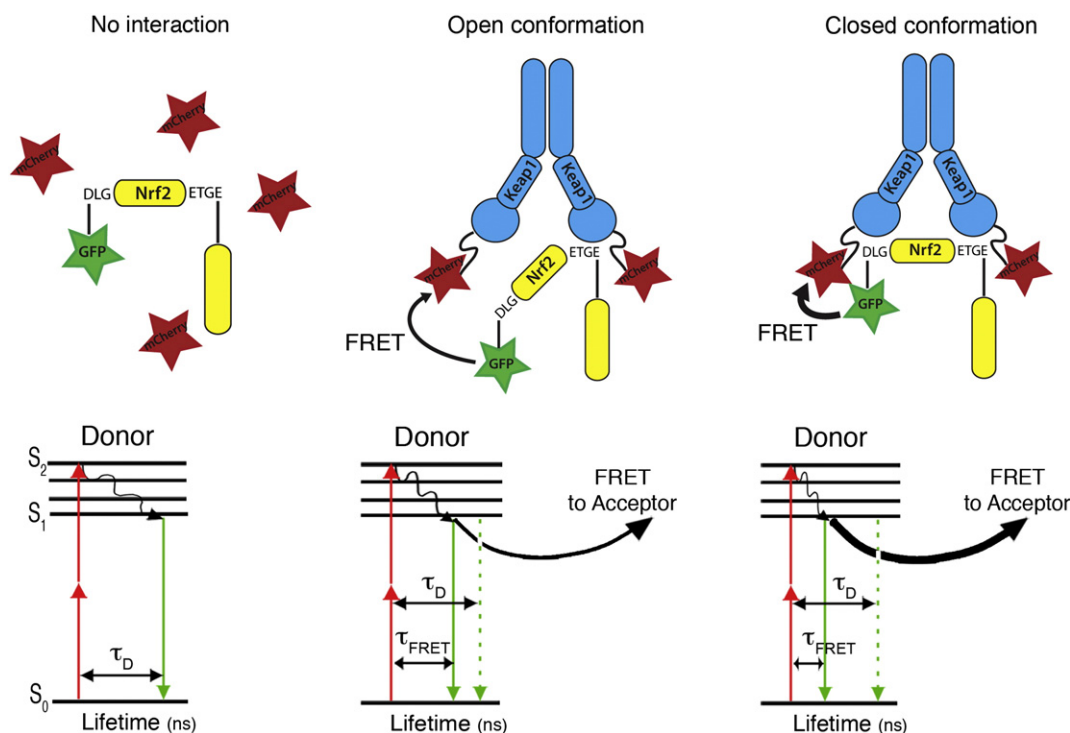 No interaction
Open conformation
Closed conformation
mCherry
mCherry
DLG
Nrf2
ETGE
mCherry
GFP
mCherry
Keap1
Keap1
mCherry
ETGE
Nrf2
mCherry
DLG
FRET
GFP
Keap1
Keap1
mCherry
DLG
Nrf2
ETGE
mCherry
GFP
FRET
Donor
S2
S1
τD
S0
Lifetime (ns)
Donor
FRET
to Acceptor
τD
τFRET
Lifetime (ns)
Donor
FRET
to Acceptor
τD
τFRET
Lifetime (ns)